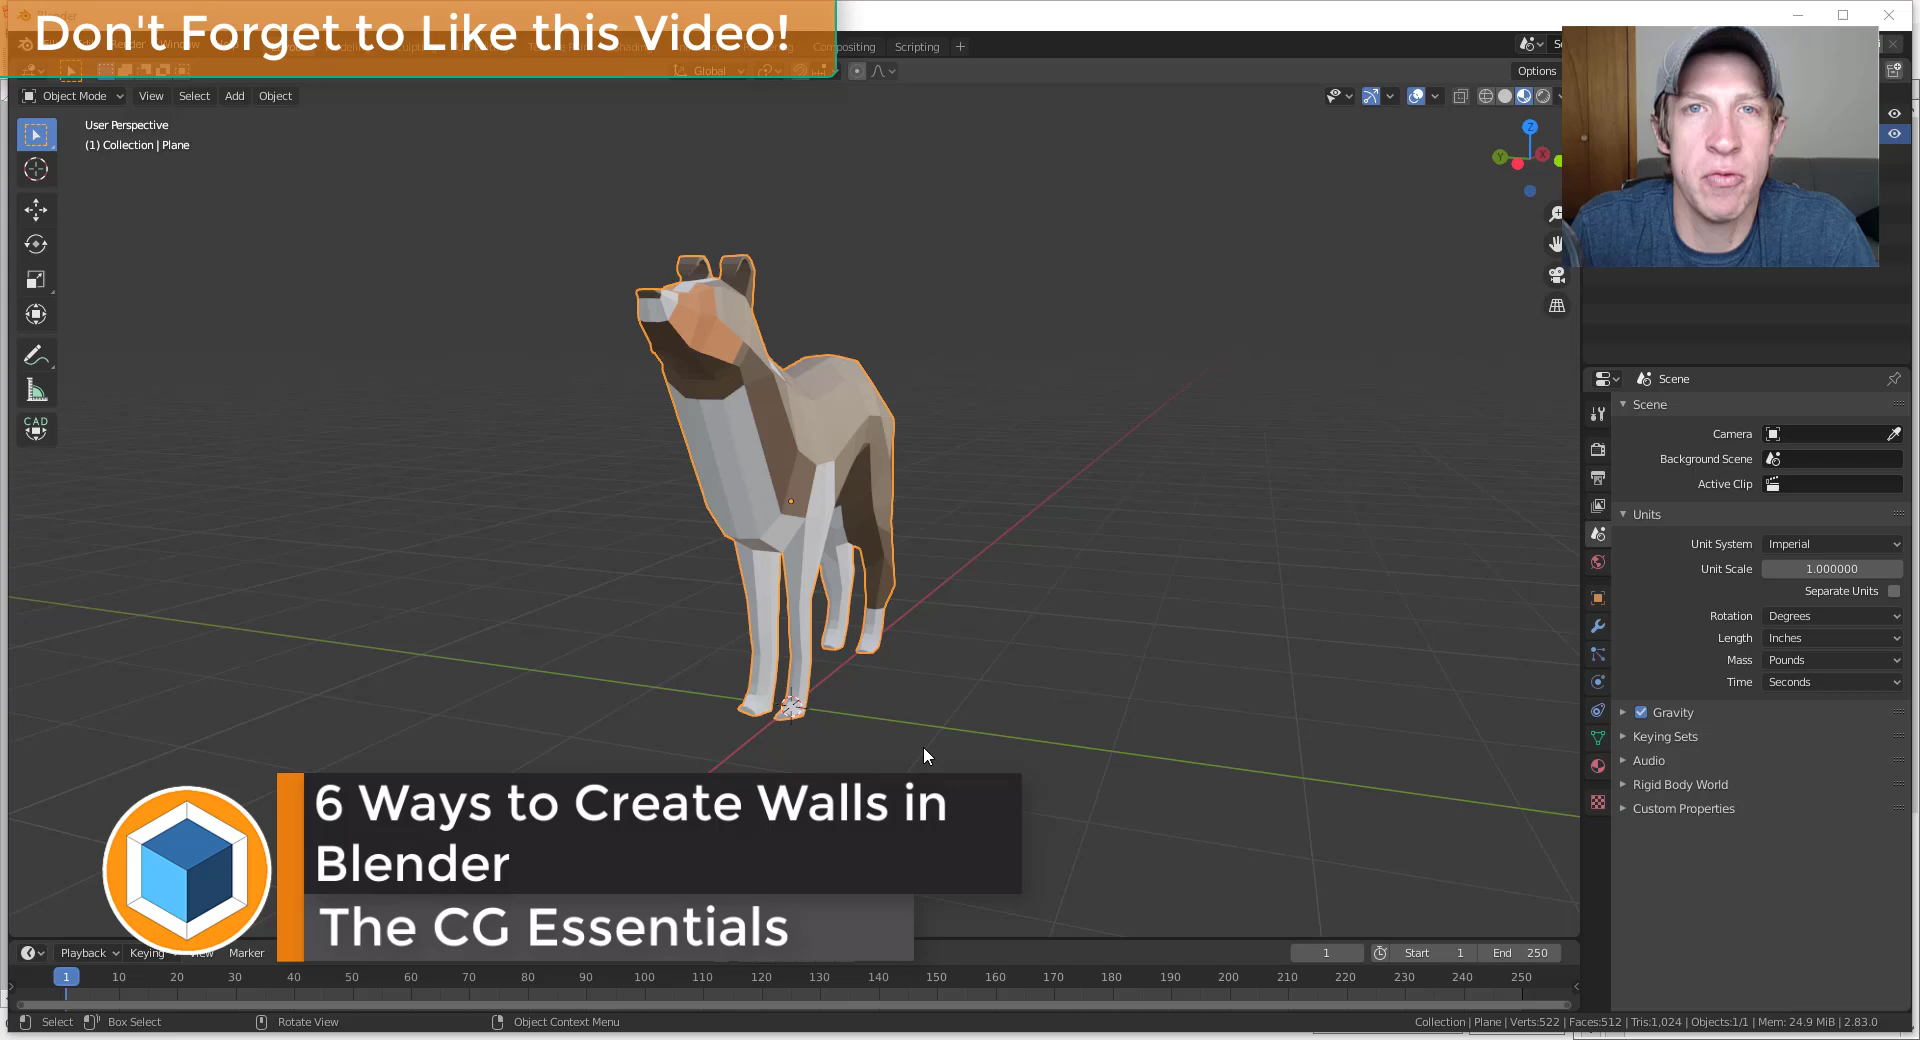 Don't Forget to Like this Video!
Compositing
Scripting
Global
Options
Object Mode
View
Select
Add
Object
User Perspective
(1) Collection | Plane
Z
Y
X
CAD
Scene
Scene
Camera
Background Scene
Active Clip
Units
Unit System
Imperial
Unit Scale
1.000000
Separate Units
Rotation
Degrees
Length
Inches
Mass
Pounds
Time
Seconds
Gravity
Keying Sets
Audio
Rigid Body World
Custom Properties
6 Ways to Create Walls in
Blender
The CG Essentials
Playback
Keying
View
Marker
1
Start 1
End 250
1 10 20 30 40 50 60 70 80 90 100 110 120 130 140 150 160 170 180 190 200 210 220 230 240 250
Select
Box Select
Rotate View
Object Context Menu
Collection | Plane | Verts:522 | Faces:512 | Tris:1,024 | Objects:1/1 | Mem: 24.9 MiB | 2.83.0